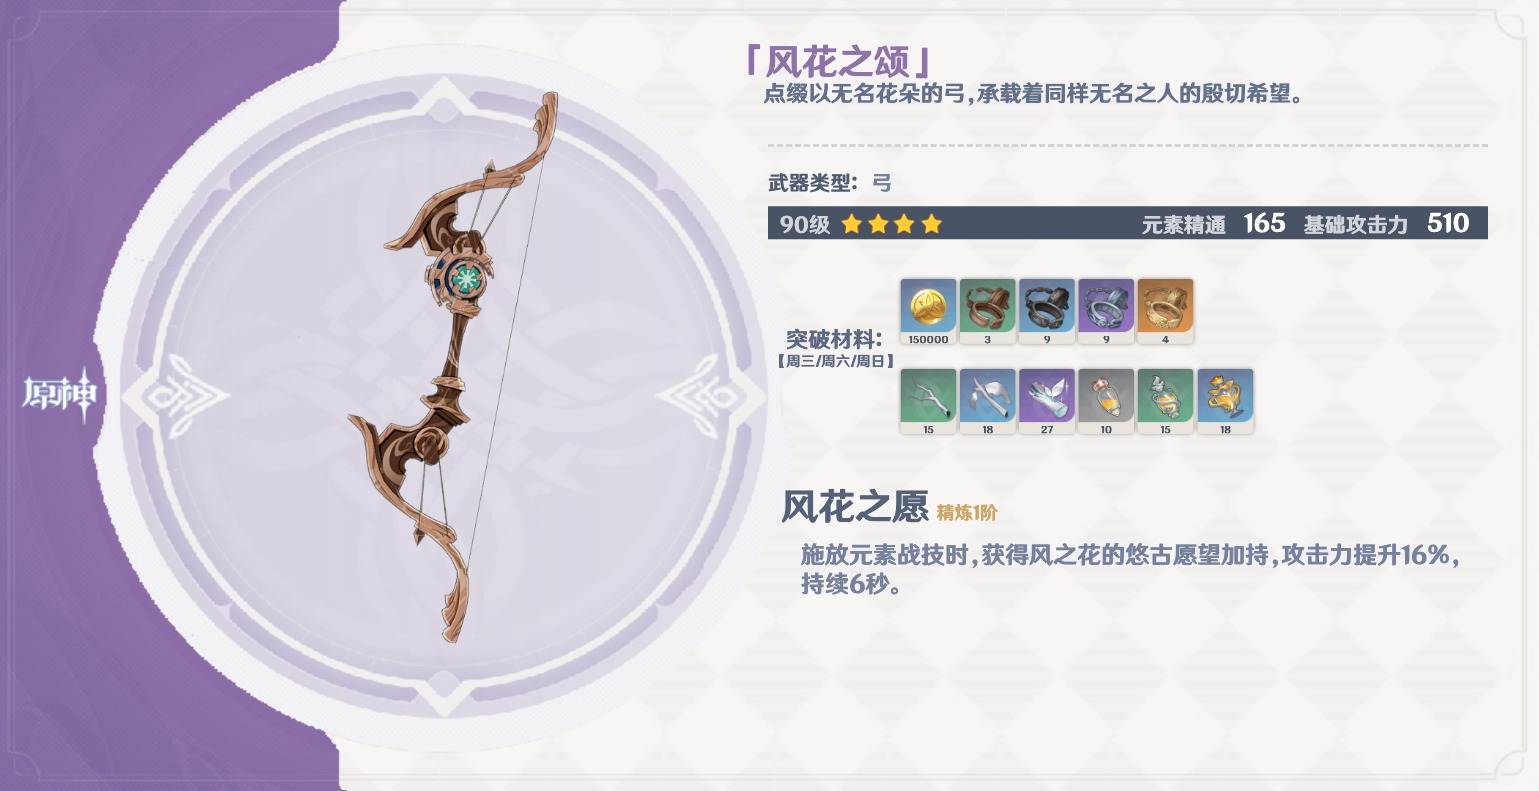 原神
「风花之颂」
点缀以无名花朵的弓,承载着同样无名之人的殷切希望。
武器类型: 弓
90级 元素精通 165 基础攻击力 510
150000 3 9 9 4
突破材料:
【周三/周六/周日】
15 18 27 10 15 18
风花之愿 精炼1阶
施放元素战技时,获得风之花的悠古愿望加持,攻击力提升16%,
持续6秒。